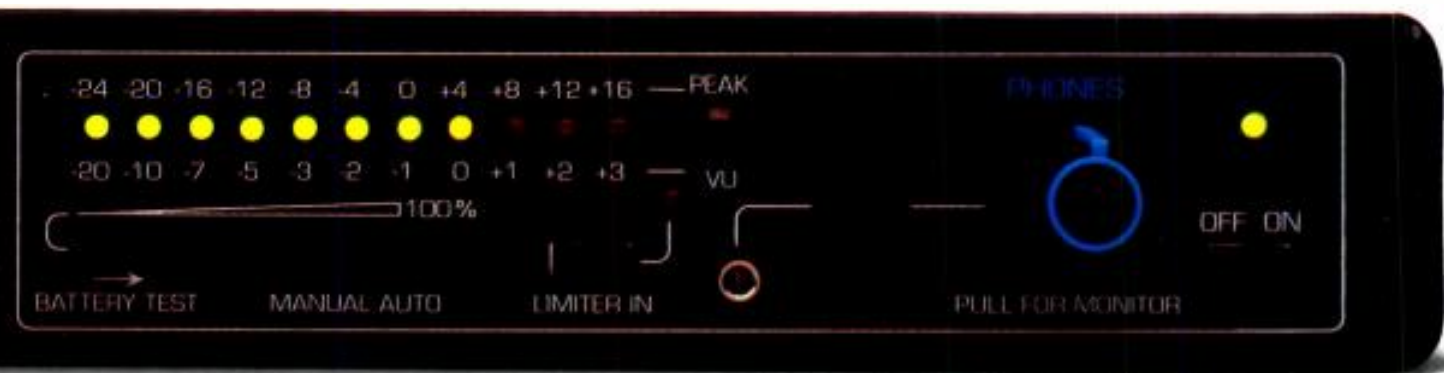 -24 -20 -16 -12 -8 -4 0 +4 +8 +12 +16 PEAK
PHONES
-20 -10 -7 -5 -3 -2 -1 0 +1 +2 +3 VU
100%
OFF ON
BATTERY TEST MANUAL AUTO LIMITER IN PULL FOR MONITOR